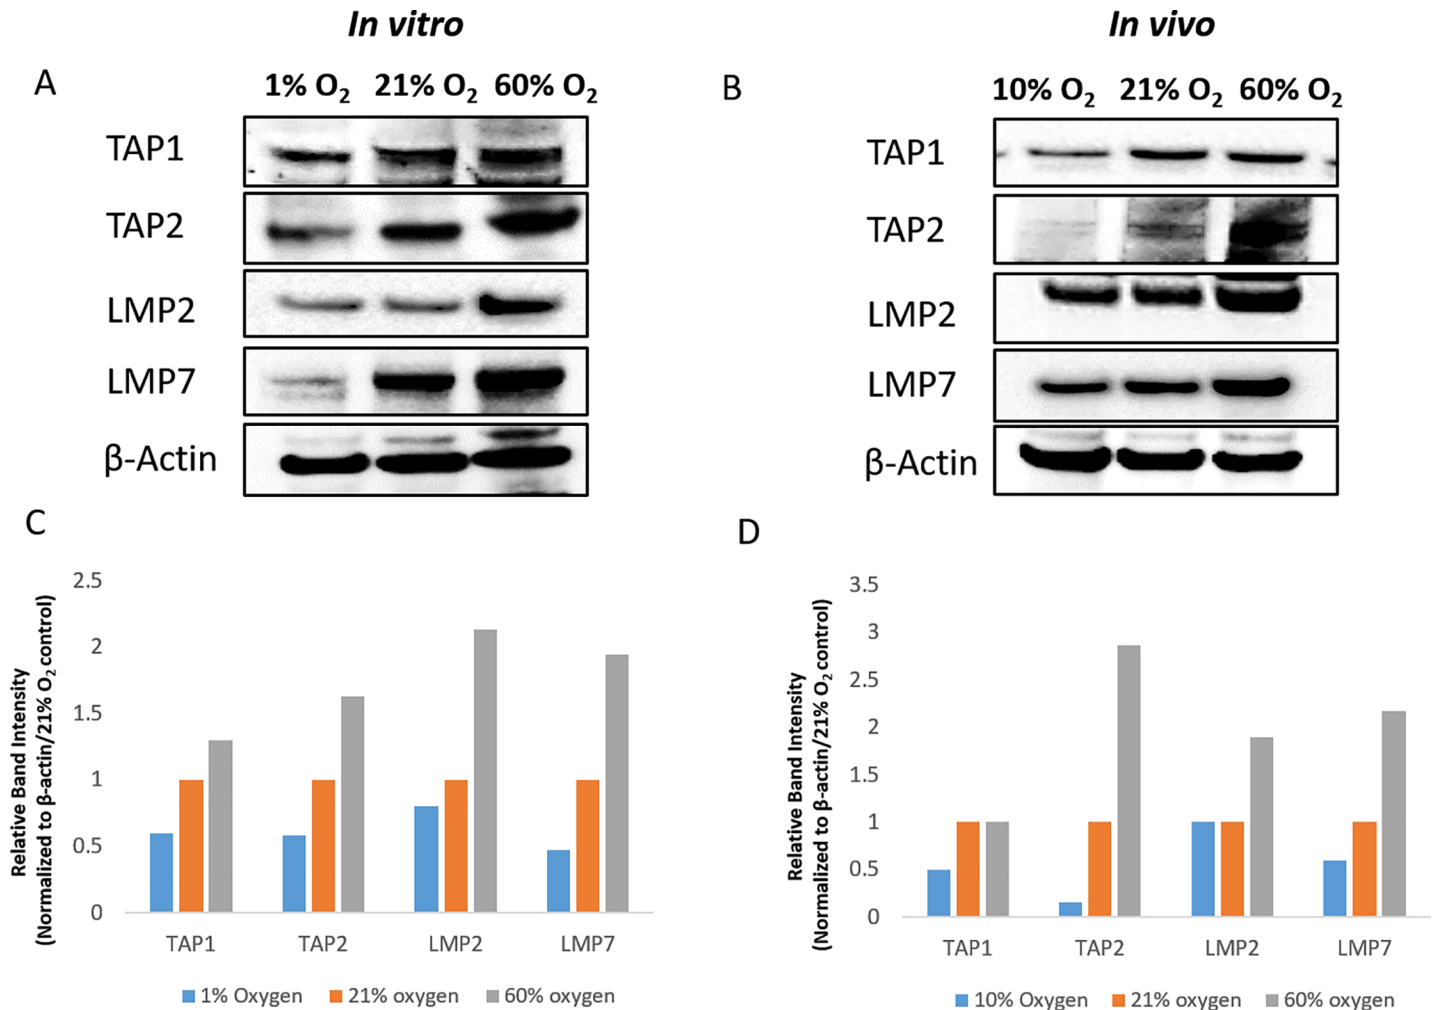 In vitro
A
1% O₂ 21% O₂ 60% O₂
TAP1
TAP2
LMP2
LMP7
β-Actin
In vivo
B
10% O₂ 21% O₂ 60% O₂
TAP1
TAP2
LMP2
LMP7
β-Actin
C
Relative Band Intensity
(Normalized to β-actin/21% O₂ control)
2.5
2
1.5
1
0.5
0
TAP1 TAP2 LMP2 LMP7
1% Oxygen 21% oxygen 60% oxygen
D
Relative Band Intensity
(Normalized to β-actin/21% O₂ control)
3.5
3
2.5
2
1.5
1
0.5
0
TAP1 TAP2 LMP2 LMP7
10% Oxygen 21% oxygen 60% oxygen